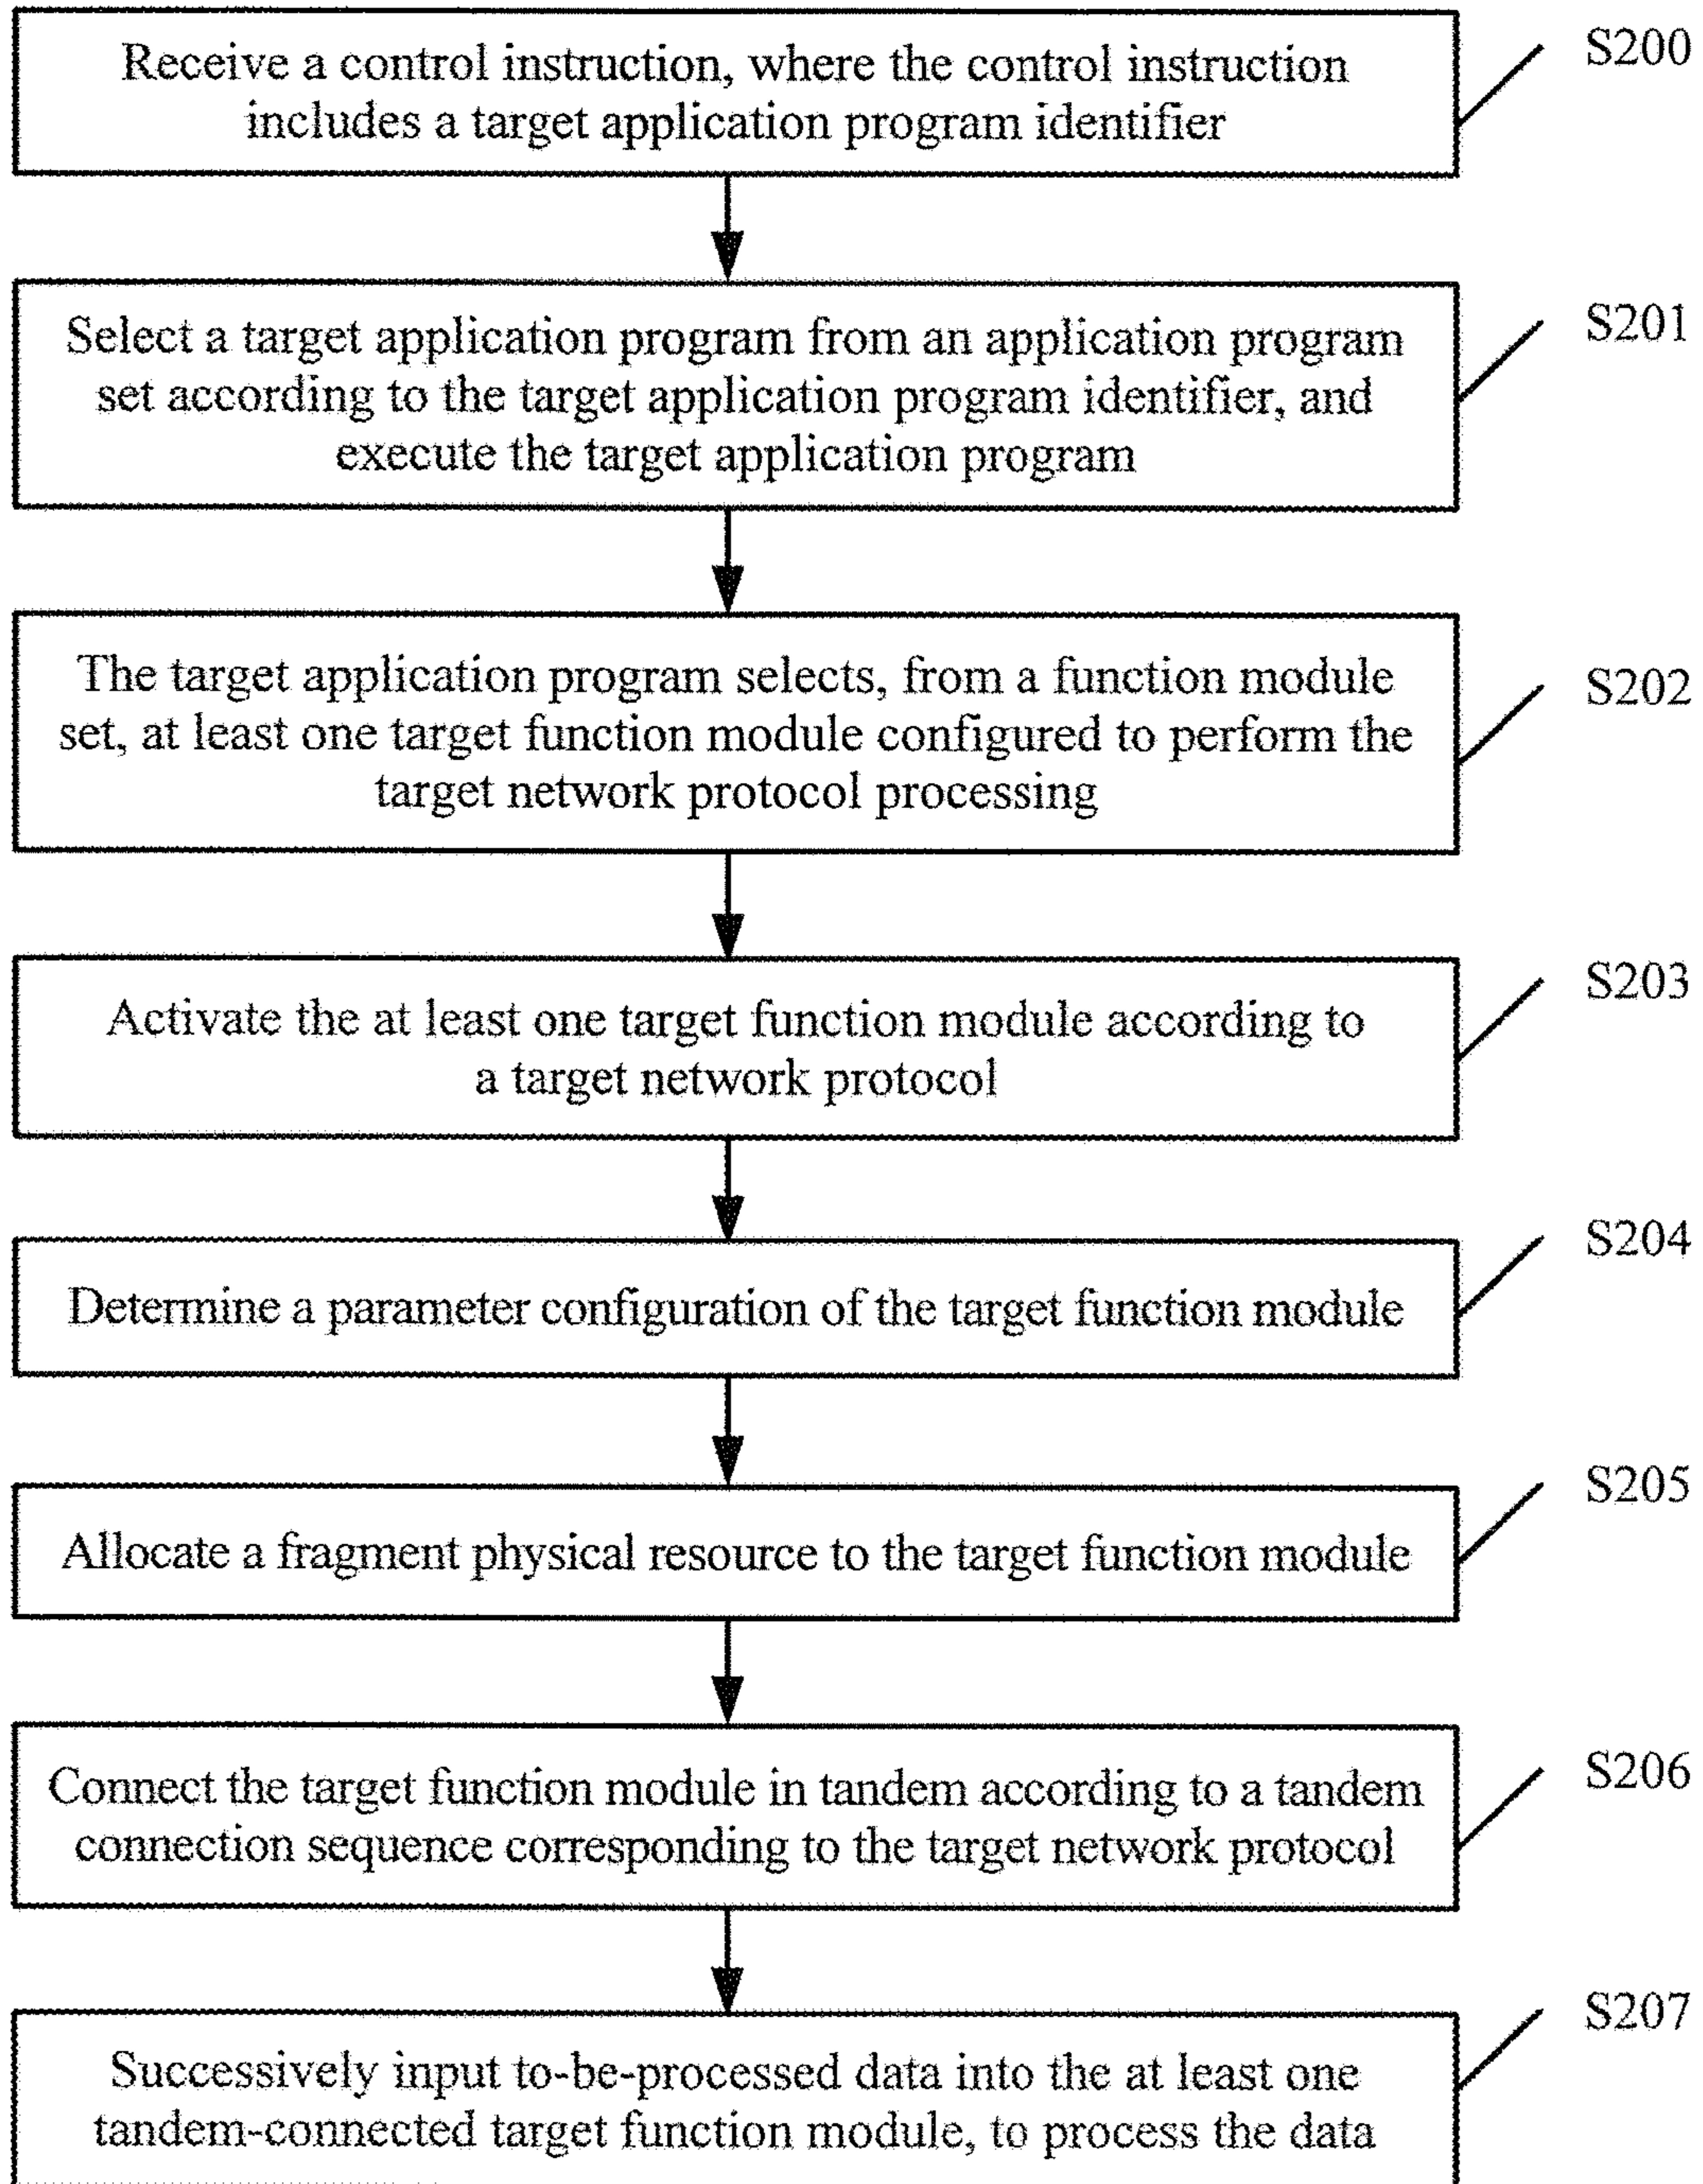 Receive a control instruction, where the control instruction
includes a target application program identifier
S200
Select a target application program from an application program
set according to the target application program identifier, and
execute the target application program
S201
The target application program selects, from a function module
set, at least one target function module configured to perform the
target network protocol processing
S202
Activate the at least one target function module according to
a target network protocol
S203
Determine a parameter configuration of the target function module
S204
Allocate a fragment physical resource to the target function module
S205
Connect the target function module in tandem according to a tandem
connection sequence corresponding to the target network protocol
S206
Successively input to-be-processed data into the at least one
tandem-connected target function module, to process the data
S207